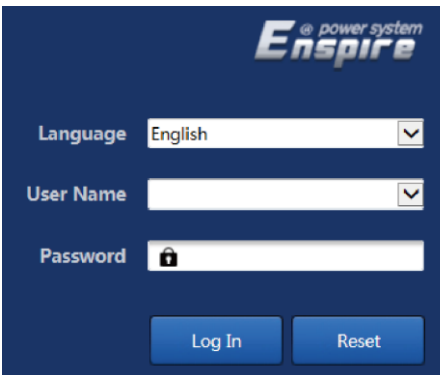 @ power system
Enspire
Language English
User Name
Password
Log In Reset